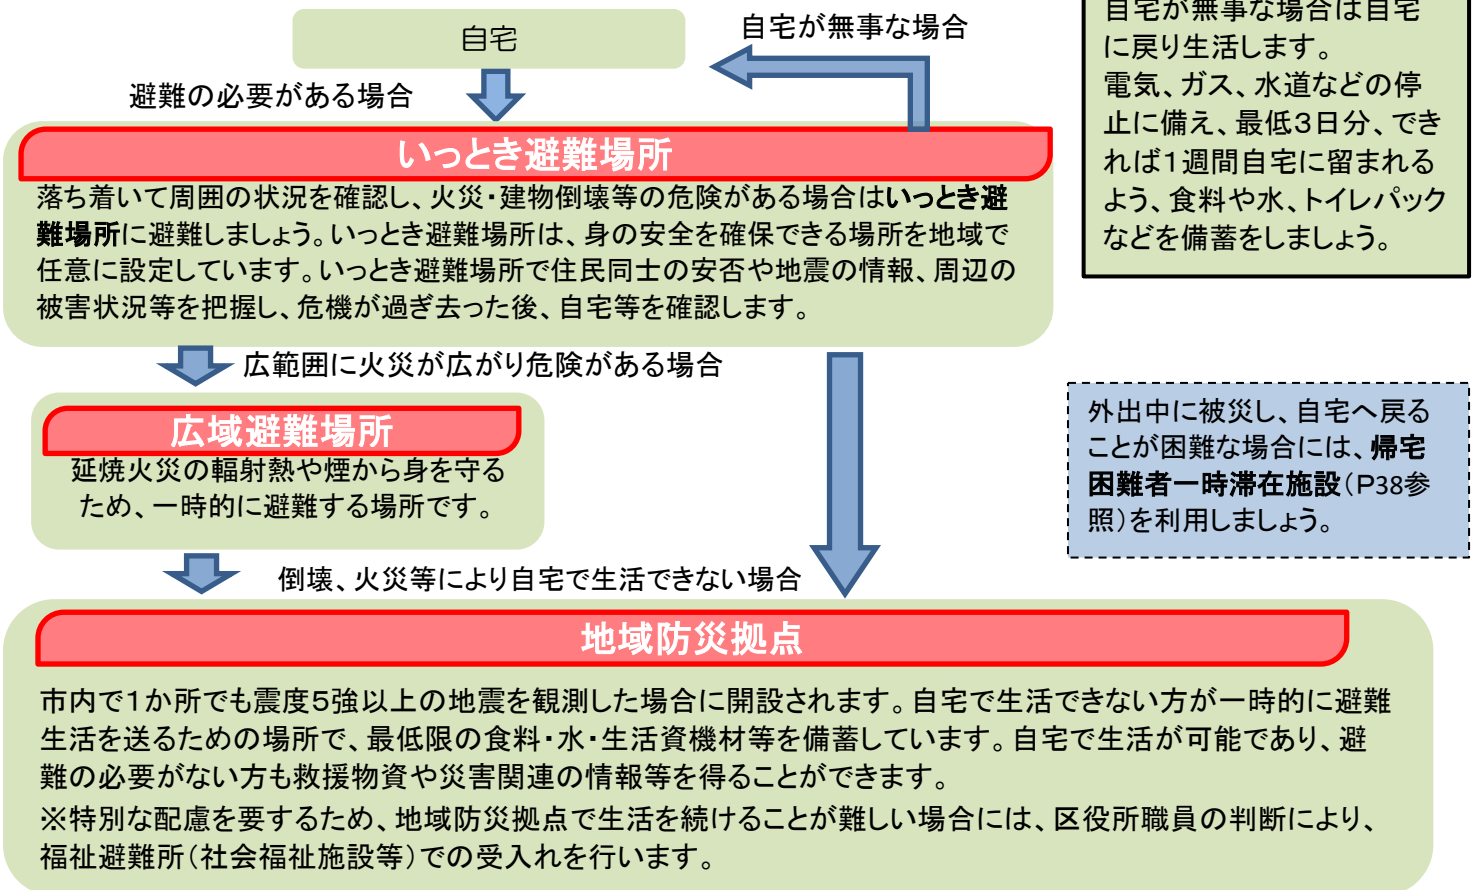 自宅
自宅が無事な場合
避難の必要がある場合
いっとき避難場所
落ち着いて周囲の状況を確認し、火災・建物倒壊等の危険がある場合はいっとき避
難場所に避難しましょう。いっとき避難場所は、身の安全を確保できる場所を地域で
任意に設定しています。いっとき避難場所で住民同士の安否や地震の情報、周辺の
被害状況等を把握し、危機が過ぎ去った後、自宅等を確認します。
自宅が無事な場合は自宅
に戻り生活します。
電気、ガス、水道などの停
止に備え、最低3日分、でき
れば1週間自宅に留まれる
よう、食料や水、トイレパック
などを備蓄をしましょう。
広範囲に火災が広がり危険がある場合
広域避難場所
延焼火災の輻射熱や煙から身を守る
ため、一時的に避難する場所です。
外出中に被災し、自宅へ戻る
ことが困難な場合には、帰宅
困難者一時滞在施設(P38参
照)を利用しましょう。
倒壊、火災等により自宅で生活できない場合
地域防災拠点
市内で1か所でも震度5強以上の地震を観測した場合に開設されます。自宅で生活できない方が一時的に避難
生活を送るための場所で、最低限の食料・水・生活資機材等を備蓄しています。自宅で生活が可能であり、避
難の必要がない方も救援物資や災害関連の情報等を得ることができます。
※特別な配慮を要するため、地域防災拠点で生活を続けることが難しい場合には、区役所職員の判断により、
福祉避難所(社会福祉施設等)での受入れを行います。